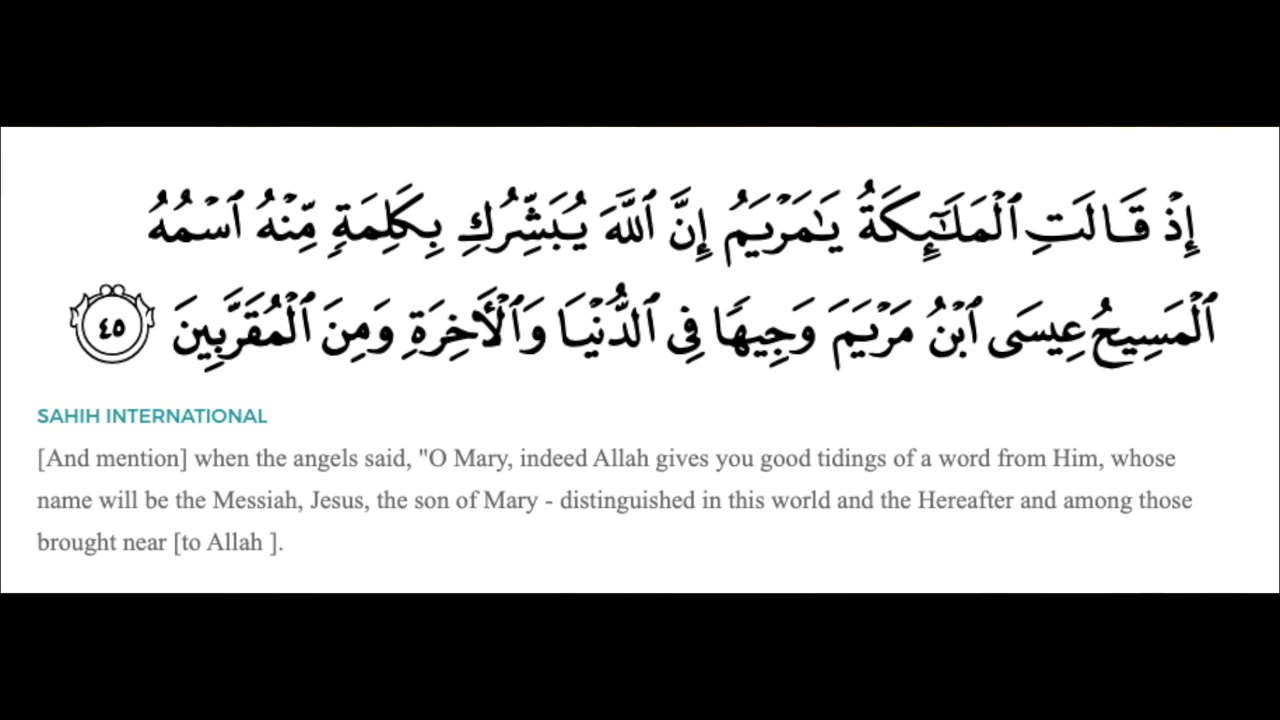 إِذْ قَالَتِ ٱلْمَلَـٰٓئِكَةُ يَـٰمَرْيَمُ إِنَّ ٱللَّهَ يُبَشِّرُكِ بِكَلِمَةٍ مِّنْهُ ٱسْمُهُ
ٱلْمَسِيحُ عِيسَى ٱبْنُ مَرْيَمَ وَجِيهًا فِى ٱلدُّنْيَا وَٱلْـَٔاخِرَةِ وَمِنَ ٱلْمُقَرَّبِينَ ٤٥
SAHIH INTERNATIONAL
[And mention] when the angels said, "O Mary, indeed Allah gives you good tidings of a word from Him, whose
name will be the Messiah, Jesus, the son of Mary - distinguished in this world and the Hereafter and among those
brought near [to Allah ].